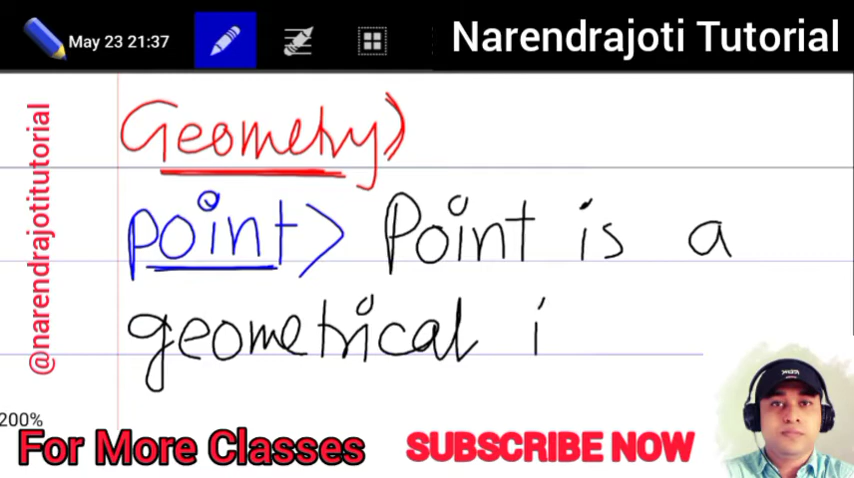 May 23 21:37
Narendrajoti Tutorial
@narendrajotitutorial
Geometry>
point> Point is a
geometrical i
200%
For More Classes
SUBSCRIBE NOW